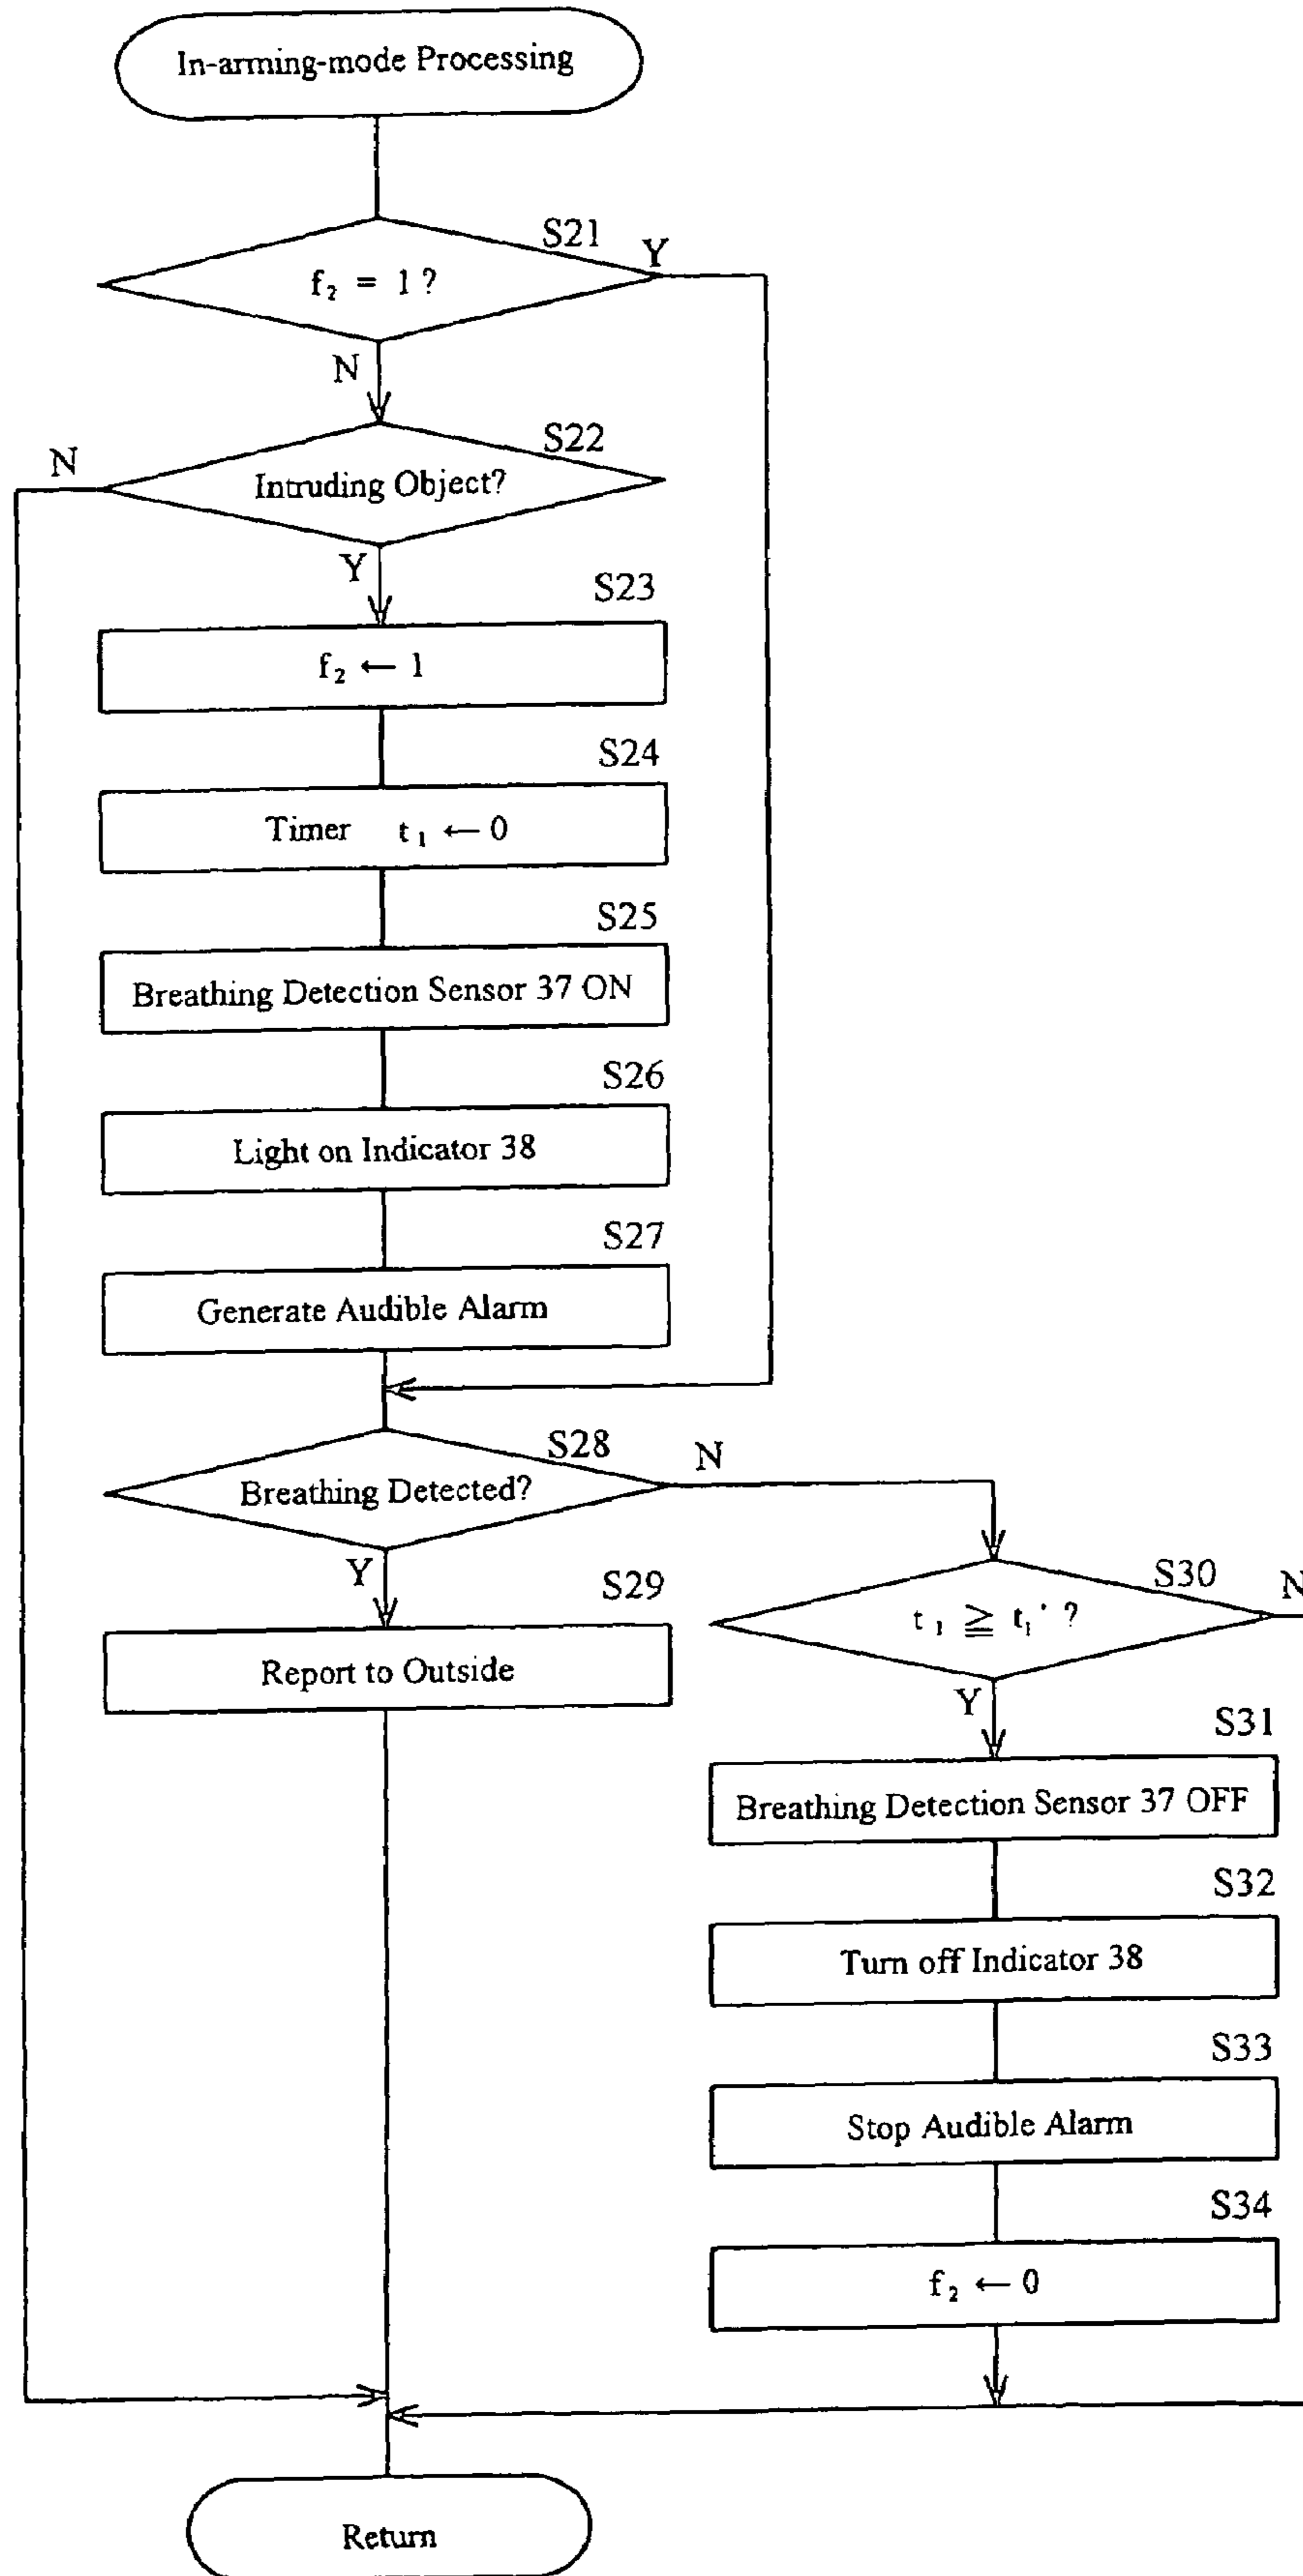 In-arming-mode Processing
S21
Y
f₂ = 1 ?
N
S22
N
Intruding Object?
Y
S23
f₂ ← 1
S24
Timer t₁ ← 0
S25
Breathing Detection Sensor 37 ON
S26
Light on Indicator 38
S27
Generate Audible Alarm
S28
N
Breathing Detected?
Y
S29
Report to Outside
S30
N
t₁ ≧ t₁' ?
Y
S31
Breathing Detection Sensor 37 OFF
S32
Turn off Indicator 38
S33
Stop Audible Alarm
S34
f₂ ← 0
Return